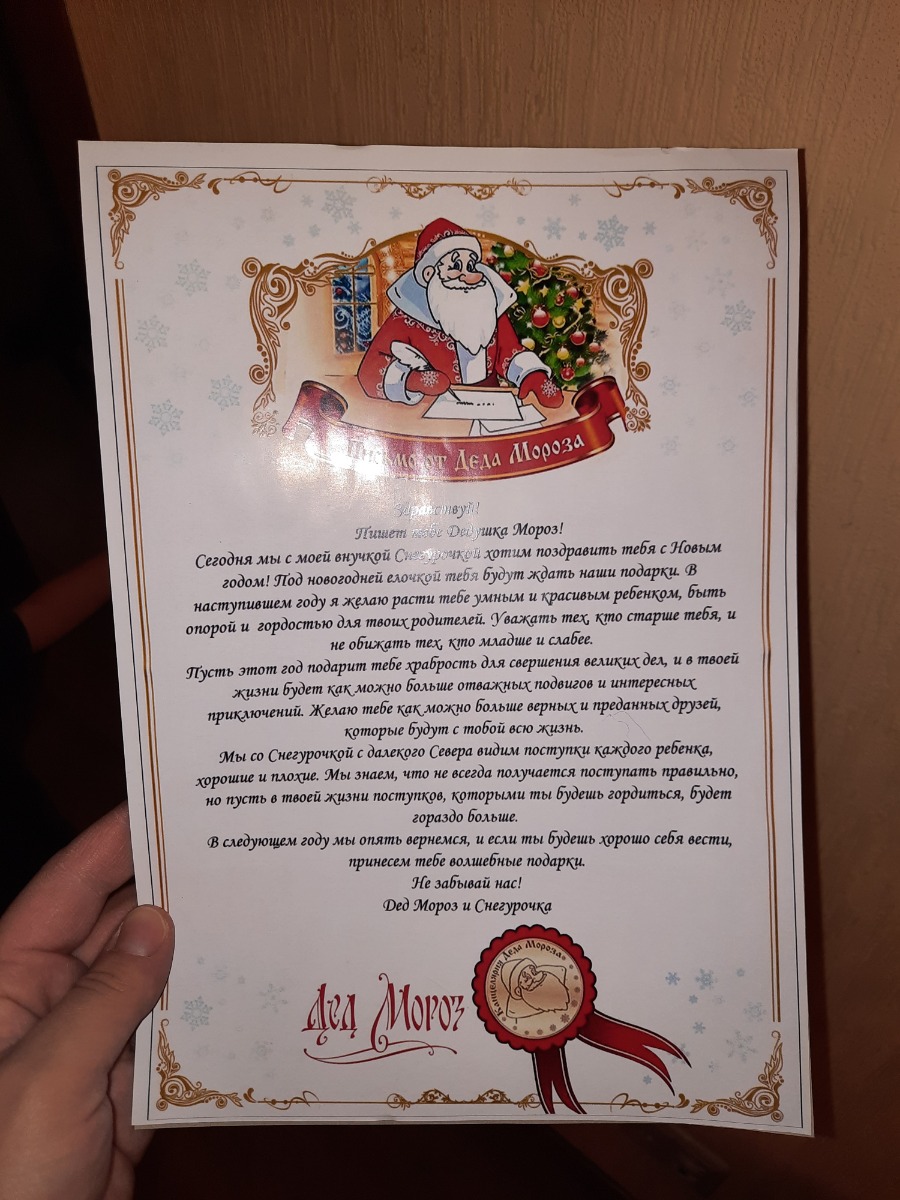 Письмо от Деда Мороза
Здравствуй!
Пишет тебе Дедушка Мороз!
Сегодня мы с моей внучкой Снегурочкой хотим поздравить тебя с Новым
годом! Под новогодней елочкой тебя будут ждать наши подарки. В
наступившем году я желаю расти тебе умным и красивым ребенком, быть
опорой и гордостью для твоих родителей. Уважать тех, кто старше тебя, и
не обижать тех, кто младше и слабее.
Пусть этот год подарит тебе храбрость для свершения великих дел, и в твоей
жизни будет как можно больше отважных подвигов и интересных
приключений. Желаю тебе как можно больше верных и преданных друзей,
которые будут с тобой всю жизнь.
Мы со Снегурочкой с далекого Севера видим поступки каждого ребенка,
хорошие и плохие. Мы знаем, что не всегда получается поступать правильно,
но пусть в твоей жизни поступков, которыми ты будешь гордиться, будет
гораздо больше.
В следующем году мы опять вернемся, и если ты будешь хорошо себя вести,
принесем тебе волшебные подарки.
Не забывай нас!
Дед Мороз и Снегурочка
Канцелярия Деда Мороза
Дед Мороз